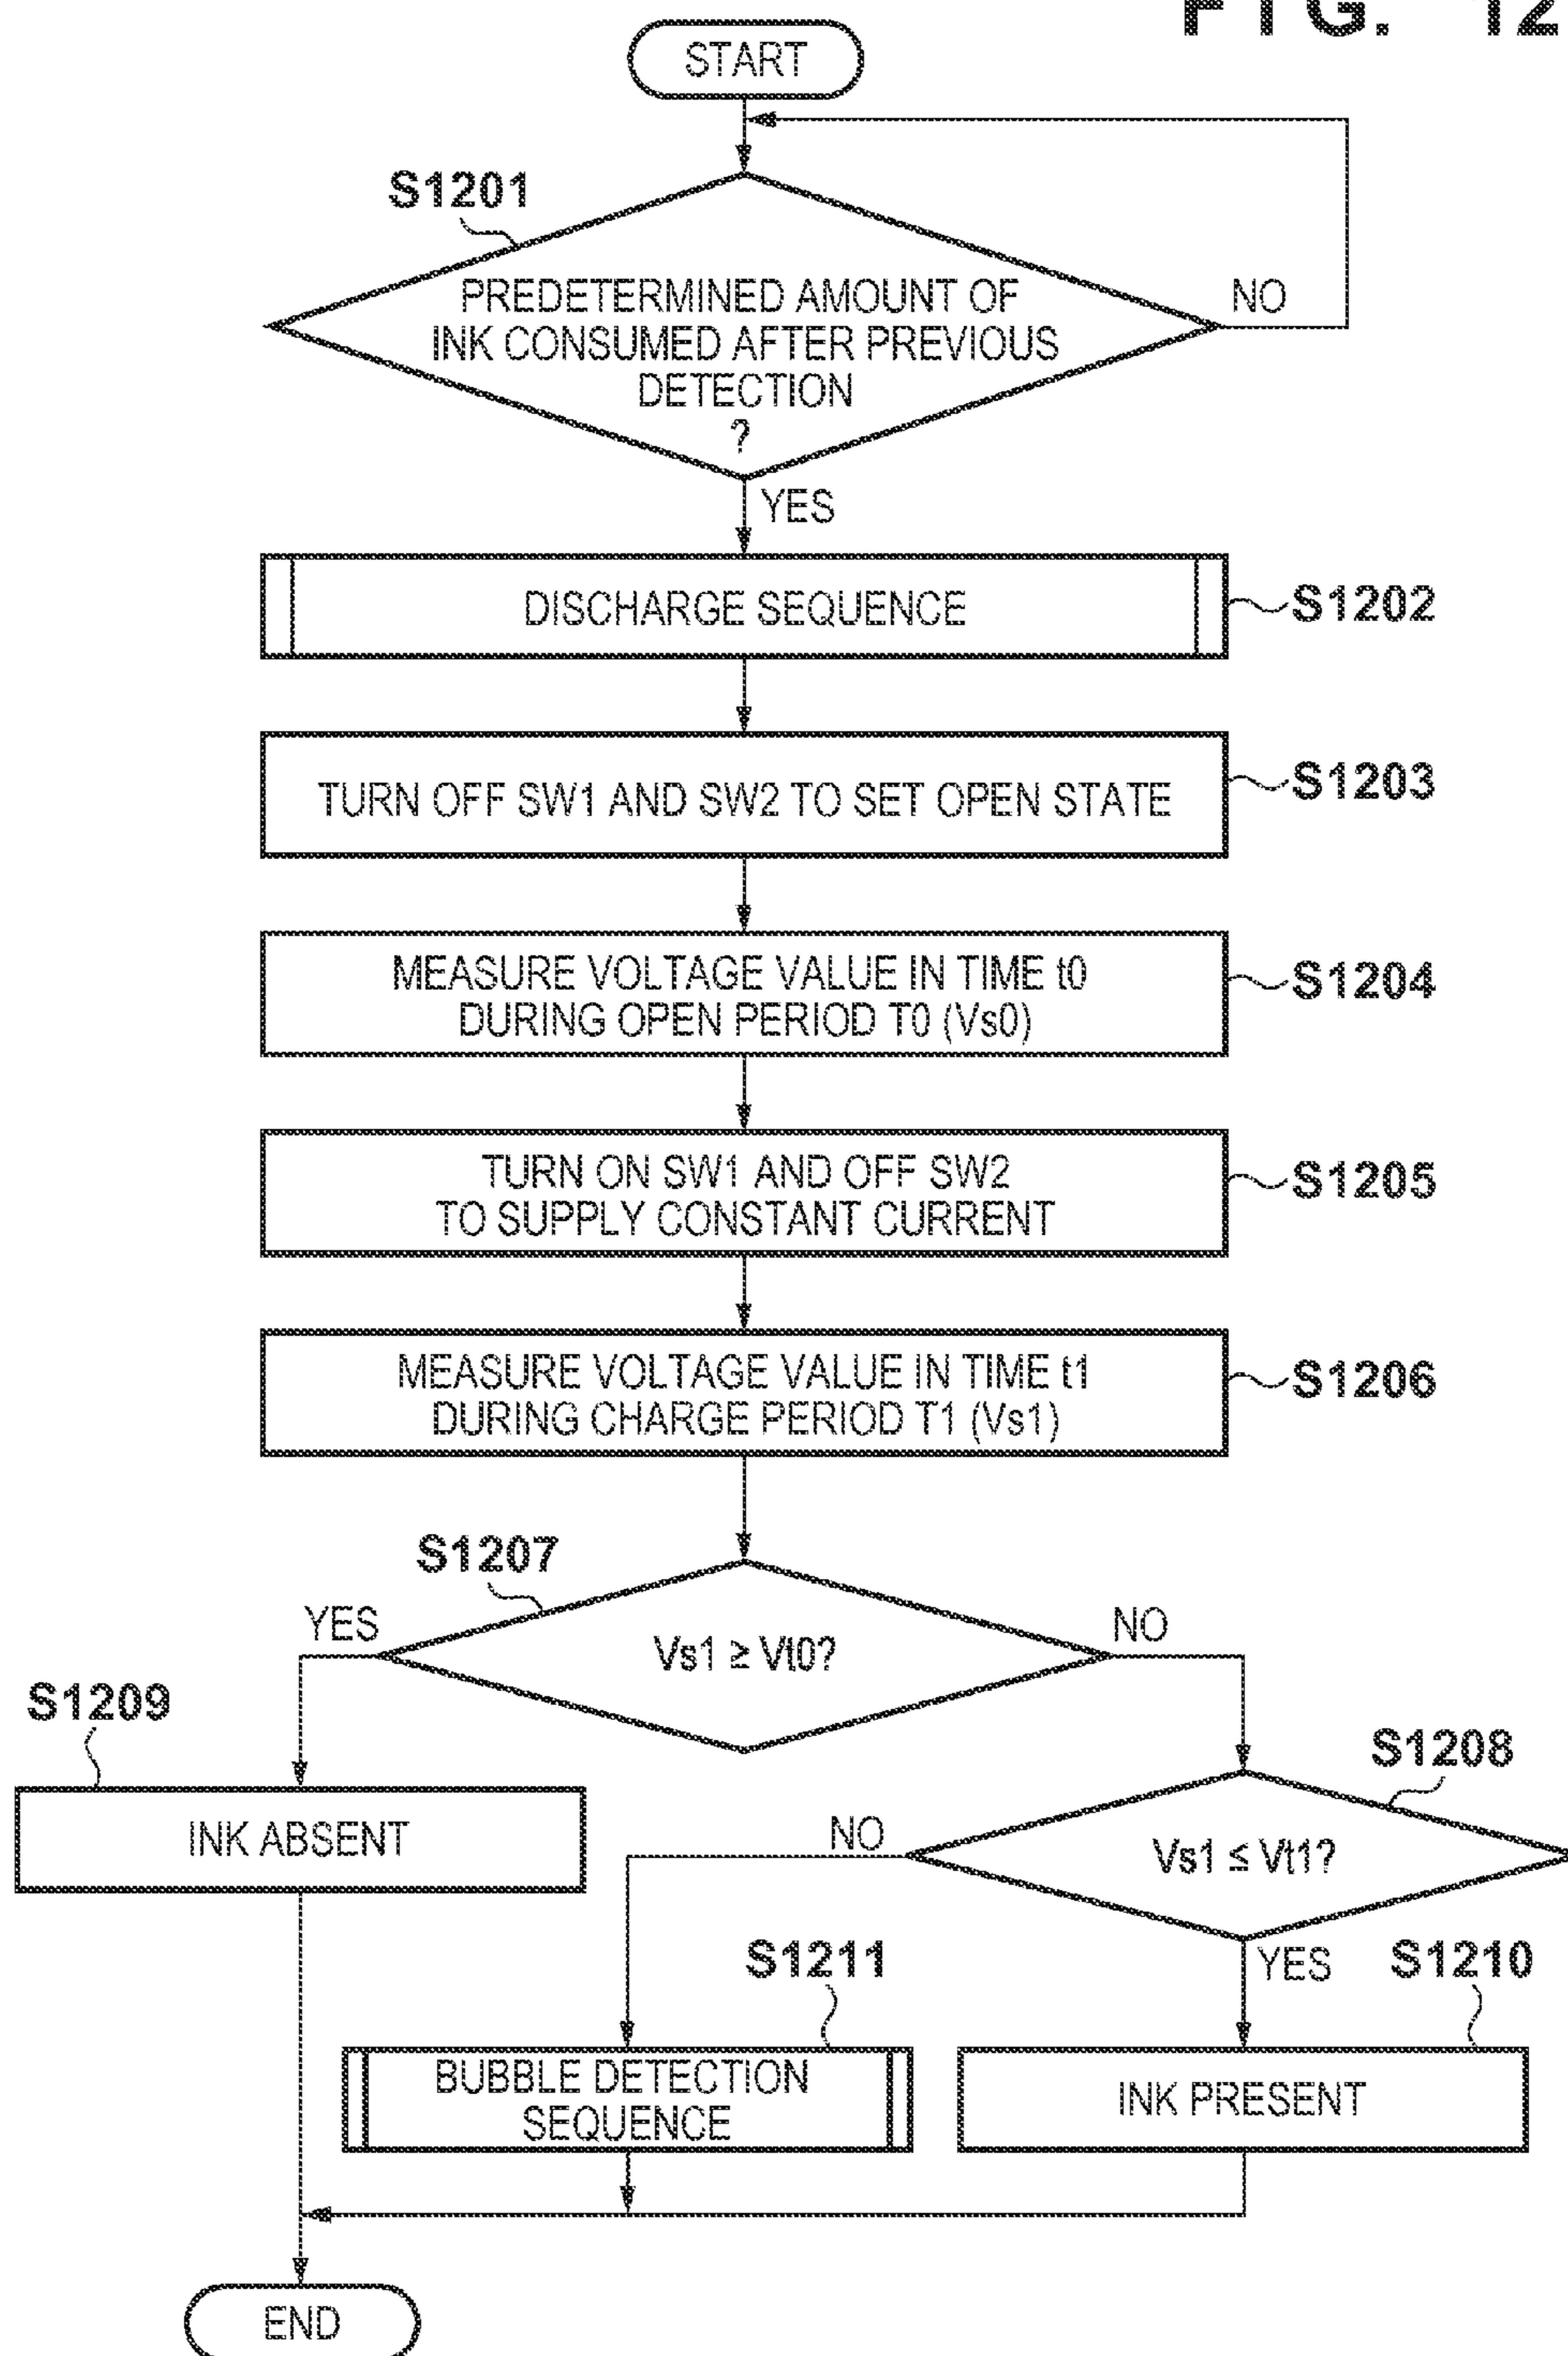 FIG. 12
START
S1201
PREDETERMINED AMOUNT OF
INK CONSUMED AFTER PREVIOUS
DETECTION
?
NO
YES
DISCHARGE SEQUENCE
S1202
TURN OFF SW1 AND SW2 TO SET OPEN STATE
S1203
MEASURE VOLTAGE VALUE IN TIME t0
DURING OPEN PERIOD T0 (Vs0)
S1204
TURN ON SW1 AND OFF SW2
TO SUPPLY CONSTANT CURRENT
S1205
MEASURE VOLTAGE VALUE IN TIME t1
DURING CHARGE PERIOD T1 (Vs1)
S1206
S1207
YES
Vs1 ≥ Vt0?
NO
S1209
INK ABSENT
S1208
NO
Vs1 ≤ Vt1?
YES
S1211
S1210
BUBBLE DETECTION
SEQUENCE
INK PRESENT
END